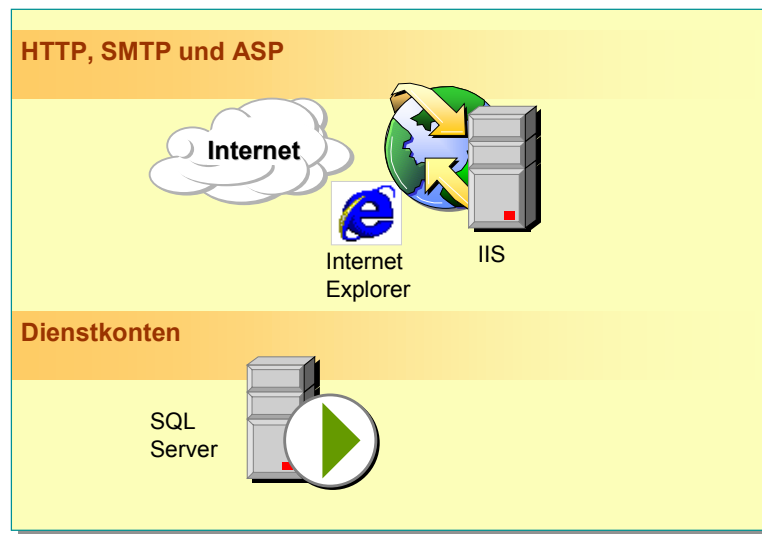 HTTP, SMTP und ASP
Internet
Internet
Explorer
IIS
Dienstkonten
SQL
Server